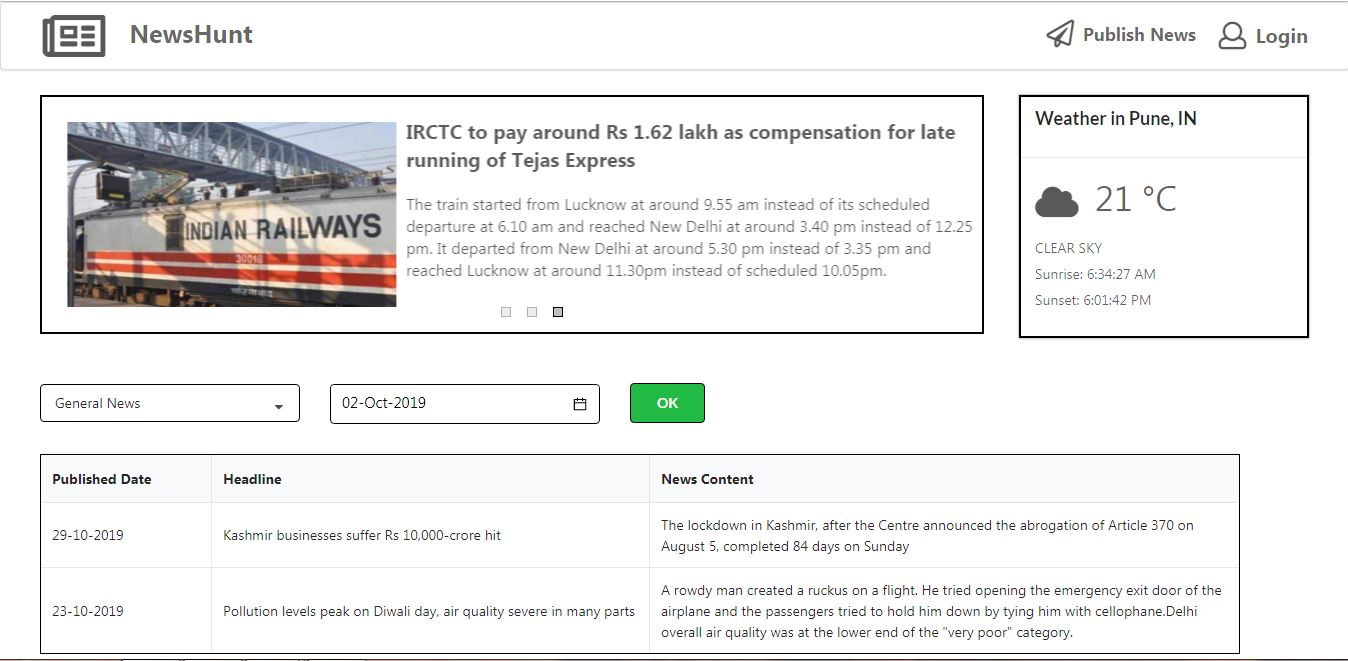 NewsHunt
Publish News
Login
IRCTC to pay around Rs 1.62 lakh as compensation for late
running of Tejas Express
The train started from Lucknow at around 9.55 am instead of its scheduled
departure at 6.10 am and reached New Delhi at around 3.40 pm instead of 12.25
pm. It departed from New Delhi at around 5.30 pm instead of 3.35 pm and
reached Lucknow at around 11.30pm instead of scheduled 10.05pm.
INDIAN RAILWAYS
30018
Weather in Pune, IN
21 °C
CLEAR SKY
Sunrise: 6:34:27 AM
Sunset: 6:01:42 PM
General News
02-Oct-2019
OK
Published Date
Headline
News Content
29-10-2019
Kashmir businesses suffer Rs 10,000-crore hit
The lockdown in Kashmir, after the Centre announced the abrogation of Article 370 on
August 5, completed 84 days on Sunday
23-10-2019
Pollution levels peak on Diwali day, air quality severe in many parts
A rowdy man created a ruckus on a flight. He tried opening the emergency exit door of the
airplane and the passengers tried to hold him down by tying him with cellophane.Delhi
overall air quality was at the lower end of the "very poor" category.